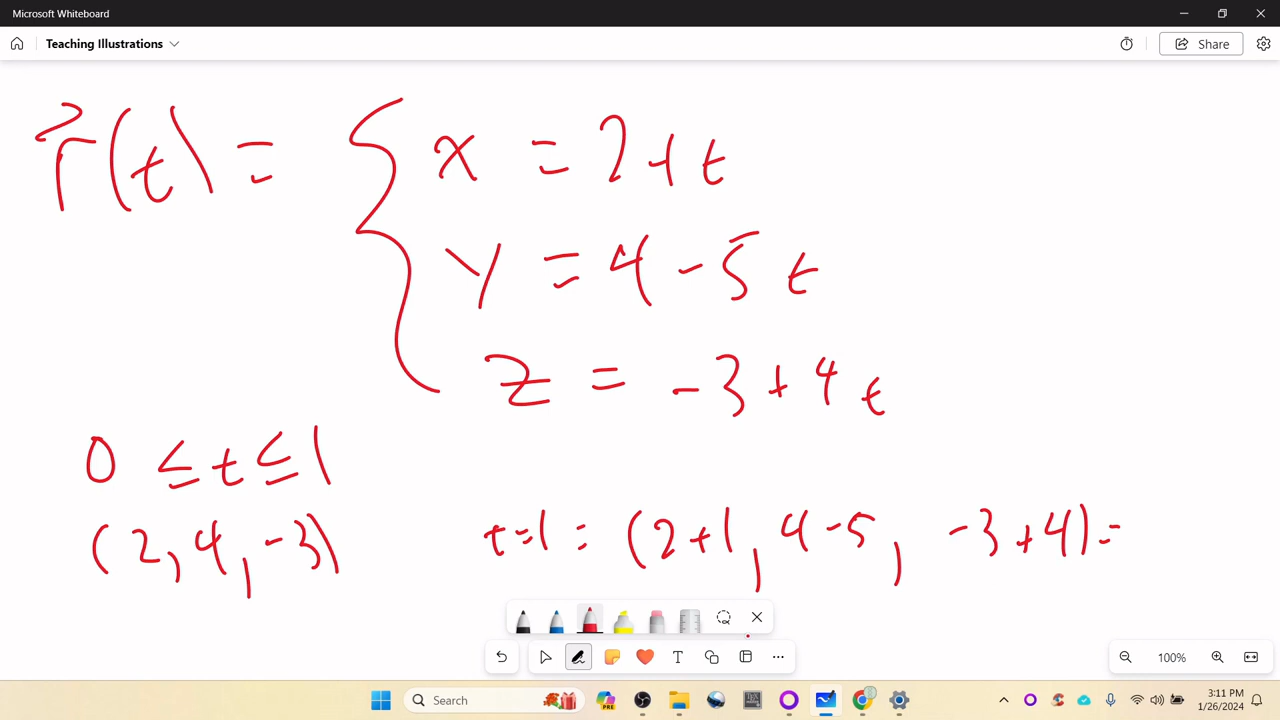 Microsoft Whiteboard
Teaching Illustrations
Share
r⃗(t) = { x = 2+t
y = 4-5t
z = -3+4t
0 ≤ t ≤ 1
(2, 4, -3) t=1 = (2+1, 4-5, -3+4) =
100%
Search
PRE
3:11 PM
1/26/2024